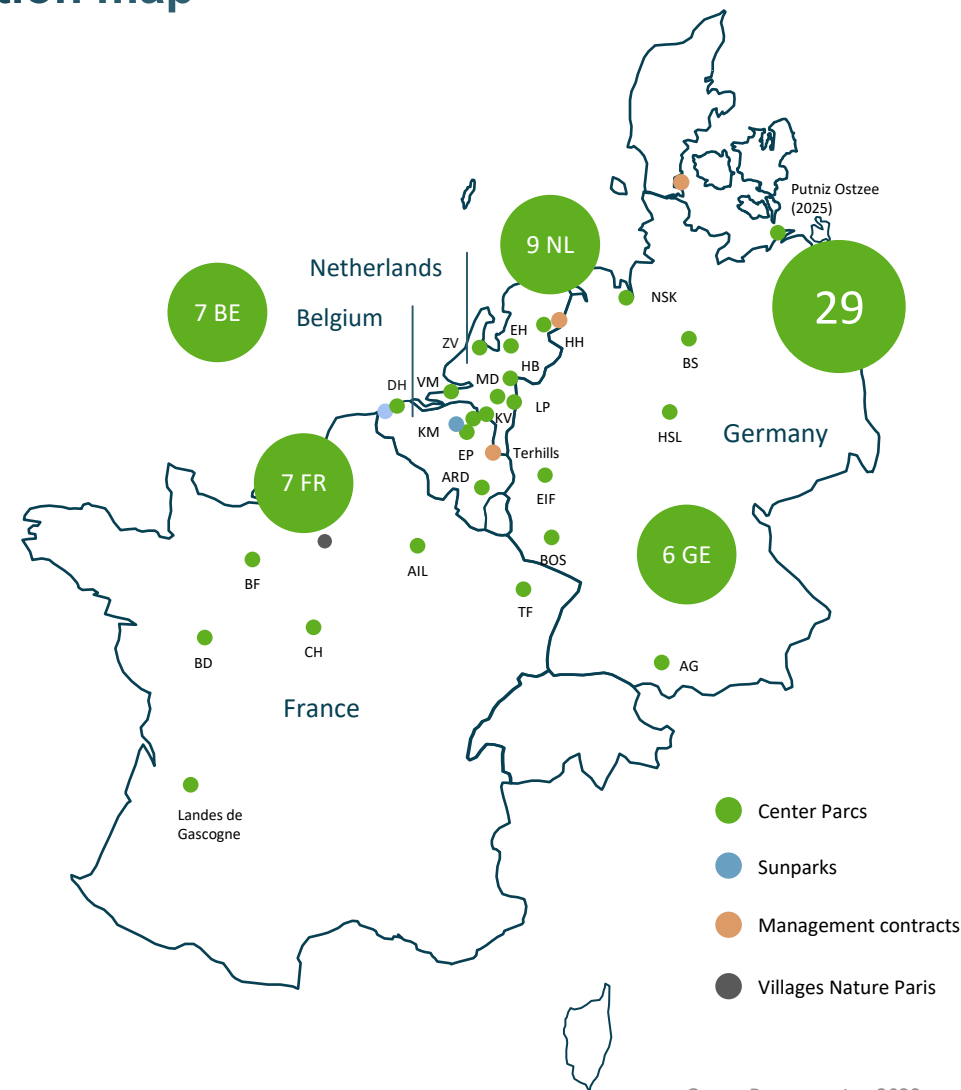 tion map
Putniz Ostzee
(2025)
9 NL
Netherlands
7 BE
Belgium
29
NSK
EH
HH
ZV
BS
HB
MD
VM
DH
LP
KV
HSL
Germany
KM
EP
Terhills
7 FR
ARD
EIF
6 GE
BOS
AIL
BF
TF
CH
BD
AG
France
Landes de
Gascogne
Center Parcs
Sunparks
Management contracts
Villages Nature Paris